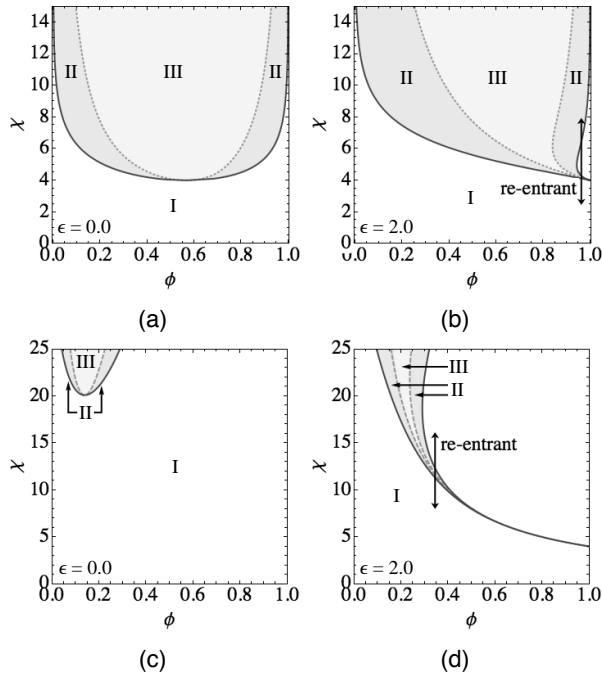 14
12
10
8
6
4
2
0
χ
II
III
II
I
ϵ = 0.0
0.0 0.2 0.4 0.6 0.8 1.0
ϕ
(a)
14
12
10
8
6
4
2
0
χ
II
III
II
re-entrant
I
ϵ = 2.0
0.0 0.2 0.4 0.6 0.8 1.0
ϕ
(b)
25
20
15
10
5
0
χ
III
II
I
ϵ = 0.0
0.0 0.2 0.4 0.6 0.8 1.0
ϕ
(c)
25
20
15
10
5
0
χ
III
II
re-entrant
I
ϵ = 2.0
0.0 0.2 0.4 0.6 0.8 1.0
ϕ
(d)